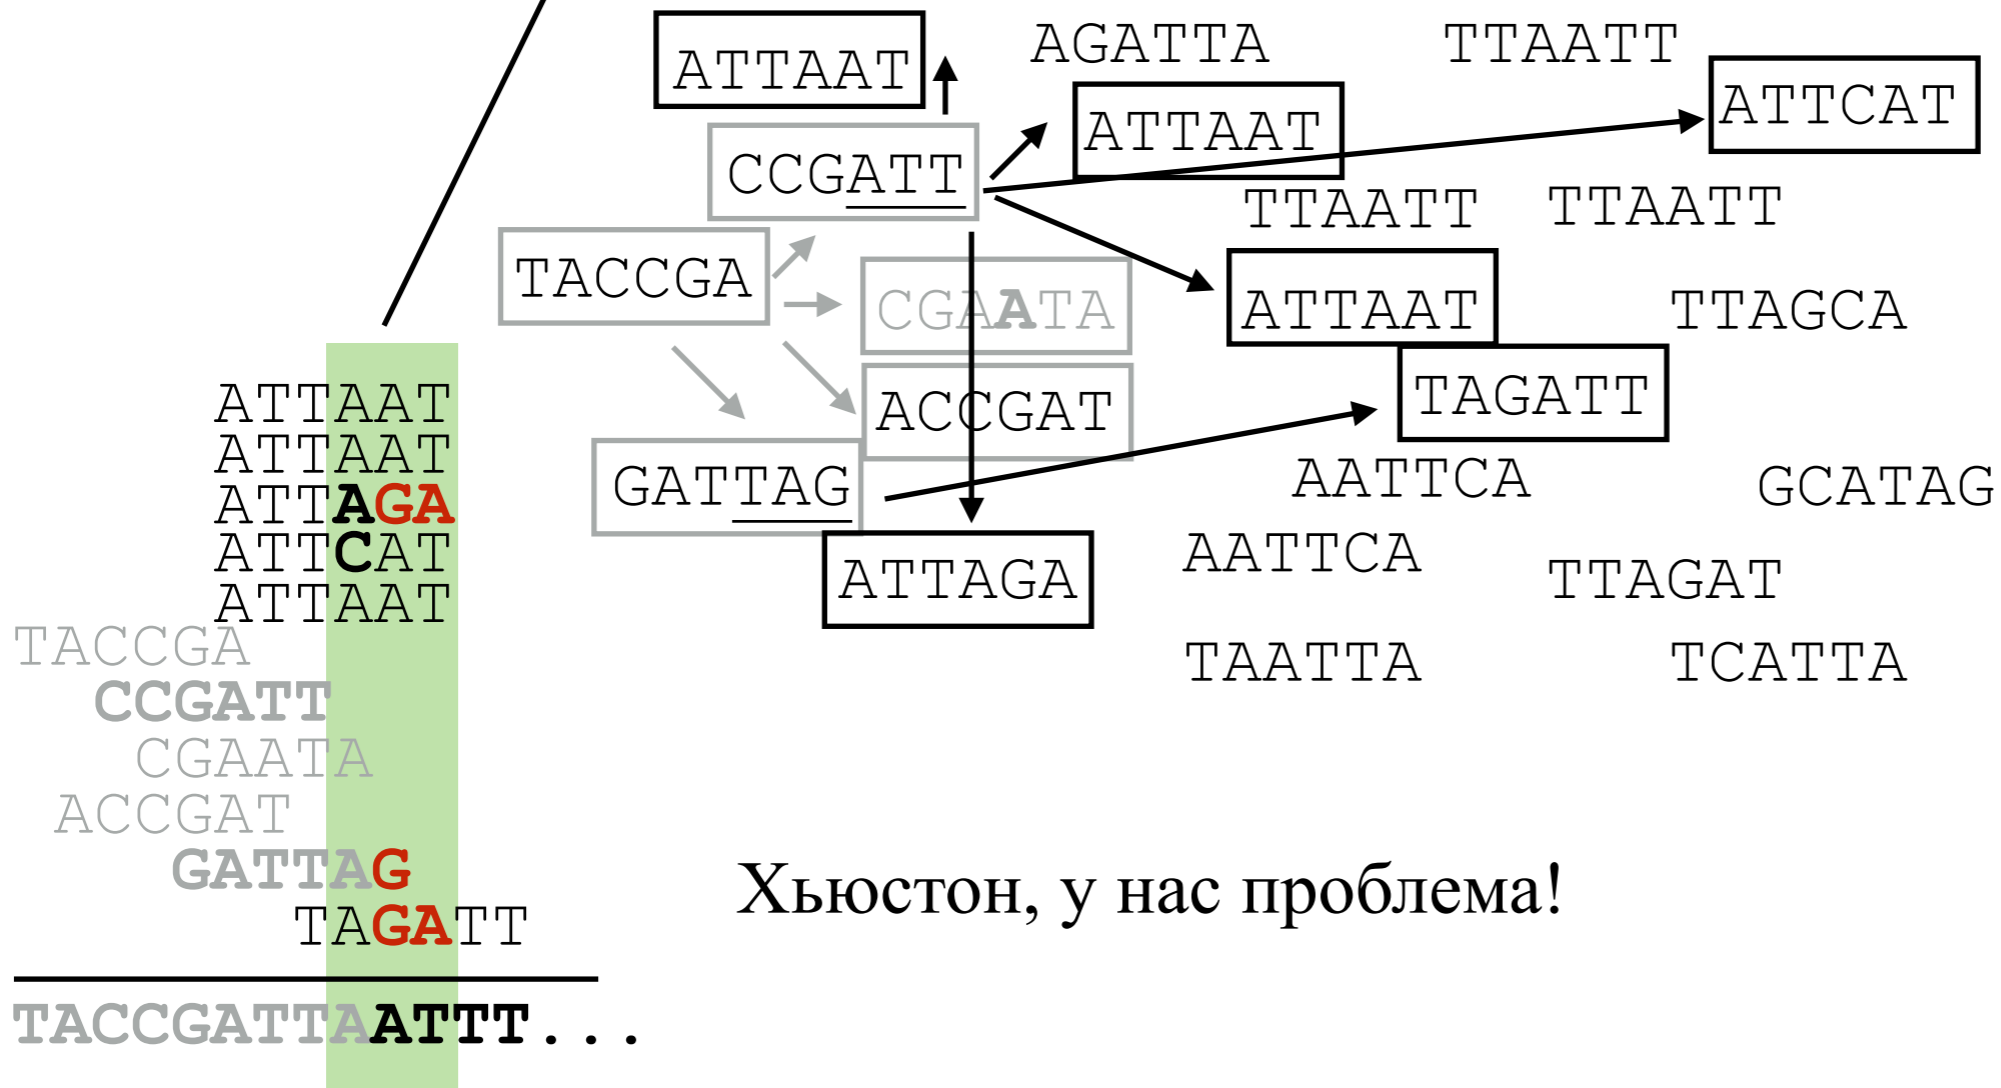 ATTAAT
AGATTA
TTAATT
ATTCAT
ATTAAT
CCGATT
TTAATT
TTAATT
TACCGA
CGAATA
ATTAAT
TTAGCA
ACCGAT
TAGATT
GATTAG
AATTCA
GCATAG
ATTAGA
AATTCA
TTAGAT
TAATTA
TCATTA
ATTAAT
ATTAAT
ATTAGA
ATTCAT
ATTAAT
TACCGA
CCGATT
CGAATA
ACCGAT
GATTAG
TAGATT
TACCGATTAATTT...
Хьюстон, у нас проблема!